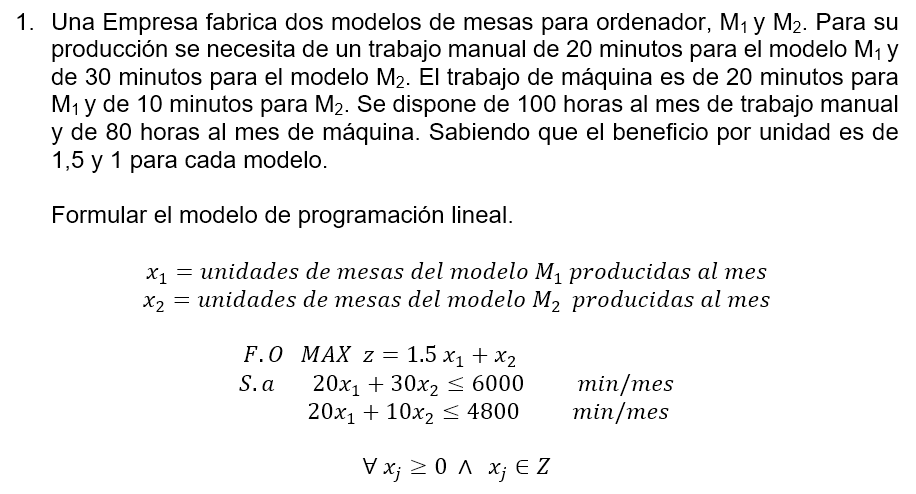 1. Una Empresa fabrica dos modelos de mesas para ordenador, M₁ y M₂. Para su
producción se necesita de un trabajo manual de 20 minutos para el modelo M₁ y
de 30 minutos para el modelo M₂. El trabajo de máquina es de 20 minutos para
M₁ y de 10 minutos para M₂. Se dispone de 100 horas al mes de trabajo manual
y de 80 horas al mes de máquina. Sabiendo que el beneficio por unidad es de
1,5 y 1 para cada modelo.
Formular el modelo de programación lineal.
x₁ = unidades de mesas del modelo M₁ producidas al mes
x₂ = unidades de mesas del modelo M₂ producidas al mes
F.O MAX z = 1.5 x₁ + x₂
S.a 20x₁ + 30x₂ ≤ 6000 min/mes
20x₁ + 10x₂ ≤ 4800 min/mes
∀ xⱼ ≥ 0 ∧ xⱼ ∈ Z